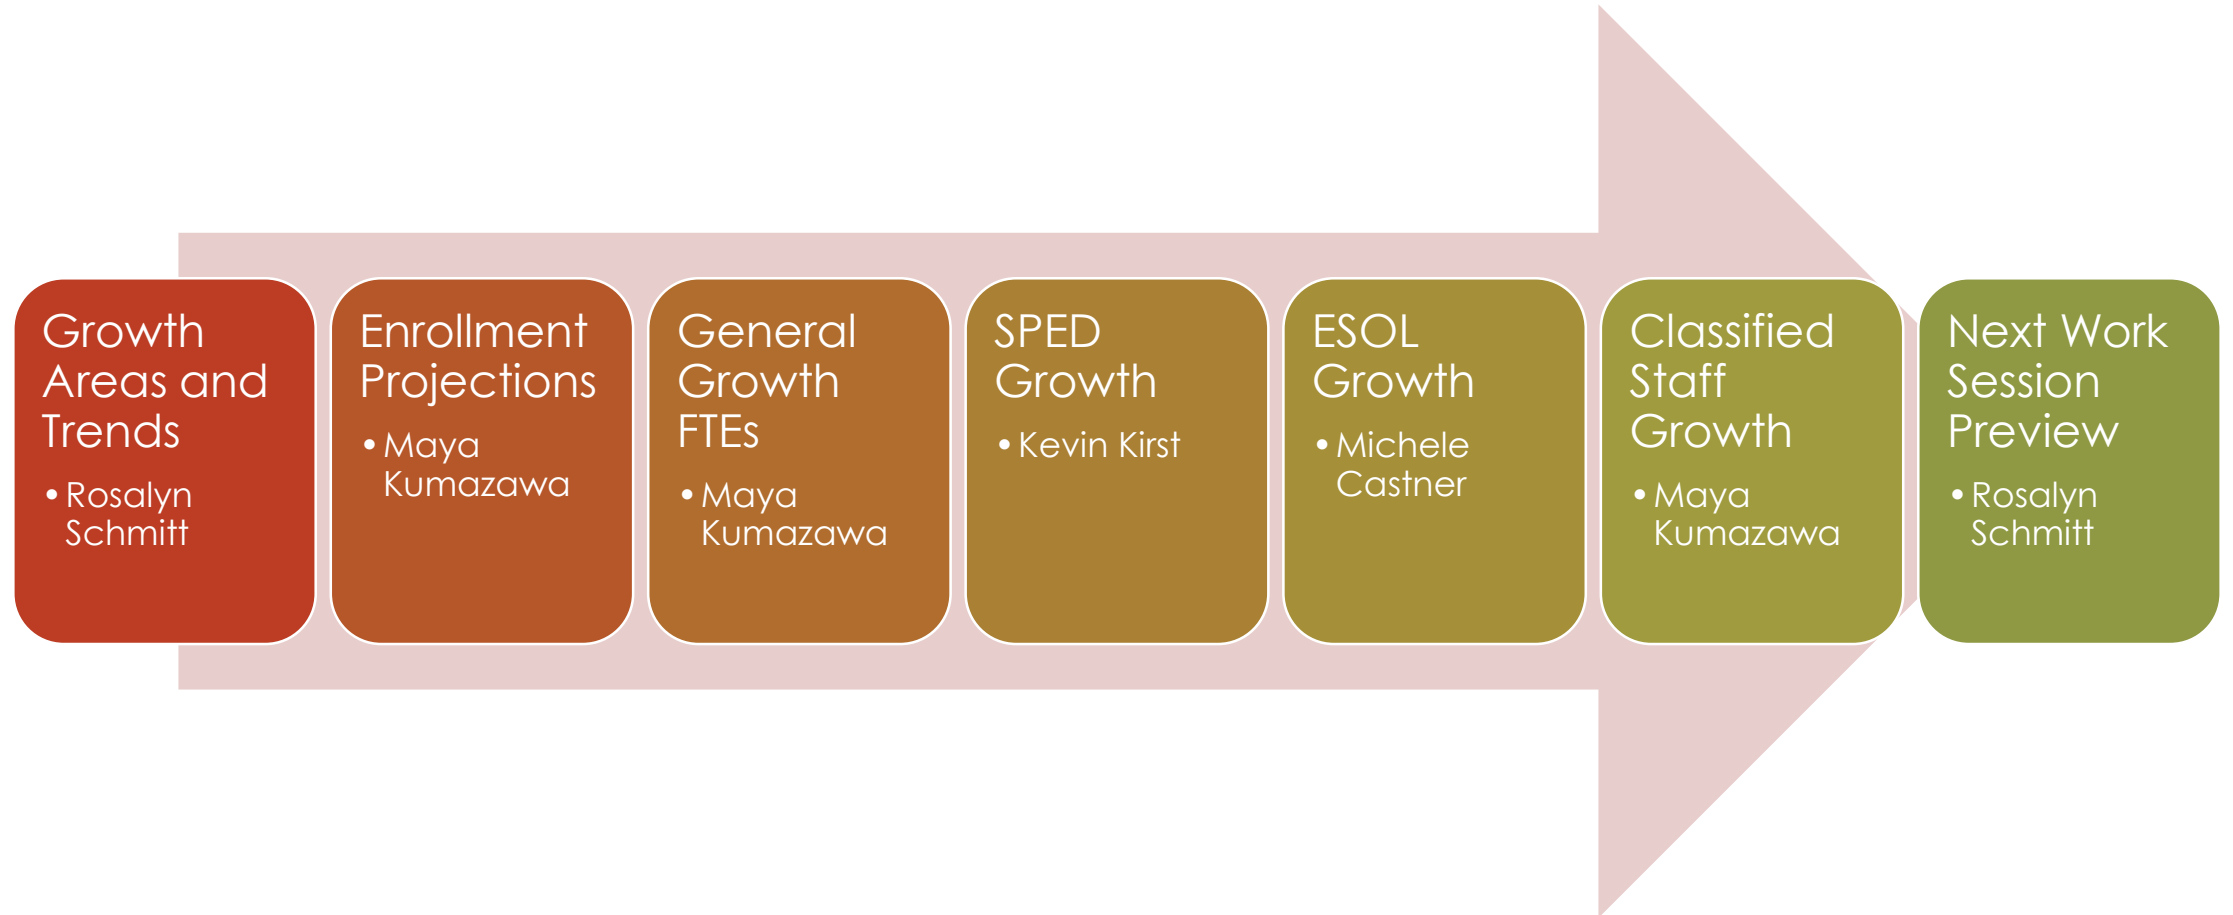 Growth
Areas and
Trends
• Rosalyn
Schmitt
Enrollment
Projections
• Maya
Kumazawa
General
Growth
FTEs
• Maya
Kumazawa
SPED
Growth
• Kevin Kirst
ESOL
Growth
• Michele
Castner
Classified
Staff
Growth
• Maya
Kumazawa
Next Work
Session
Preview
• Rosalyn
Schmitt